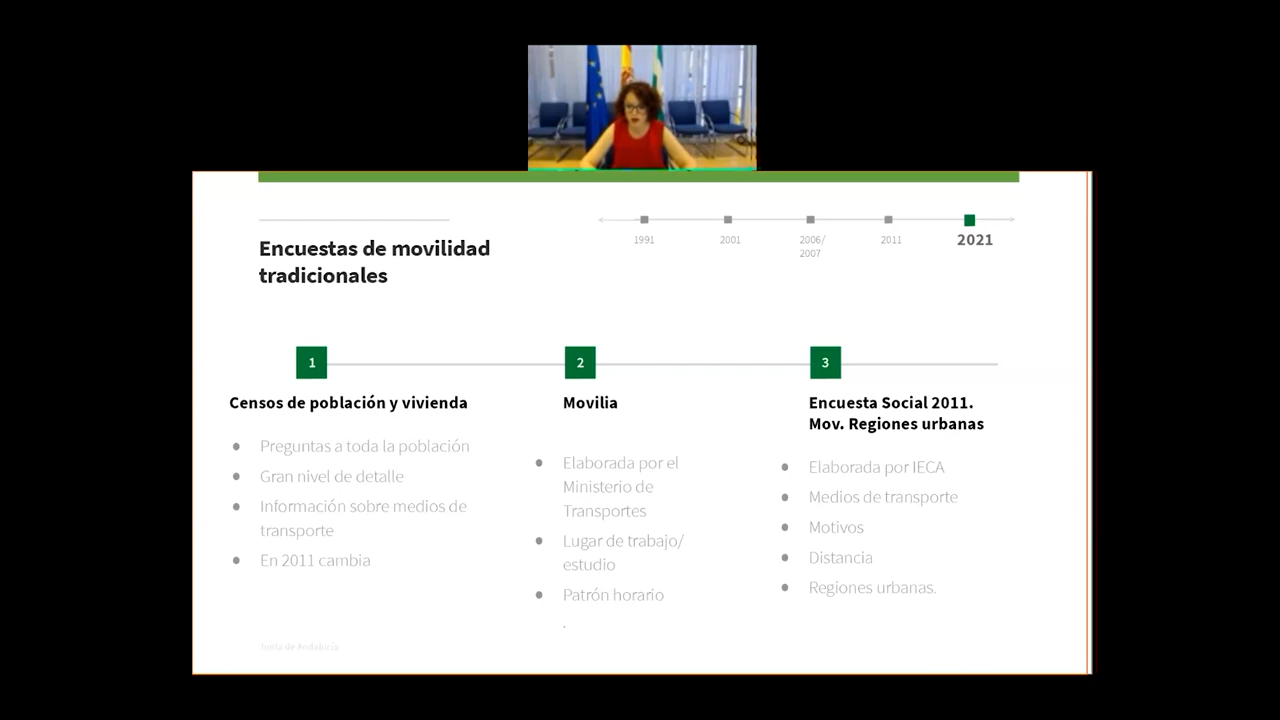 1991
2001
2006/
2007
2011
2021
Encuestas de movilidad
tradicionales
1
Censos de población y vivienda
● Preguntas a toda la población
● Gran nivel de detalle
● Información sobre medios de
transporte
● En 2011 cambia
2
Movilia
● Elaborada por el
Ministerio de
Transportes
● Lugar de trabajo/
estudio
● Patrón horario
.
3
Encuesta Social 2011.
Mov. Regiones urbanas
● Elaborada por IECA
● Medios de transporte
● Motivos
● Distancia
● Regiones urbanas.
Junta de Andalucía